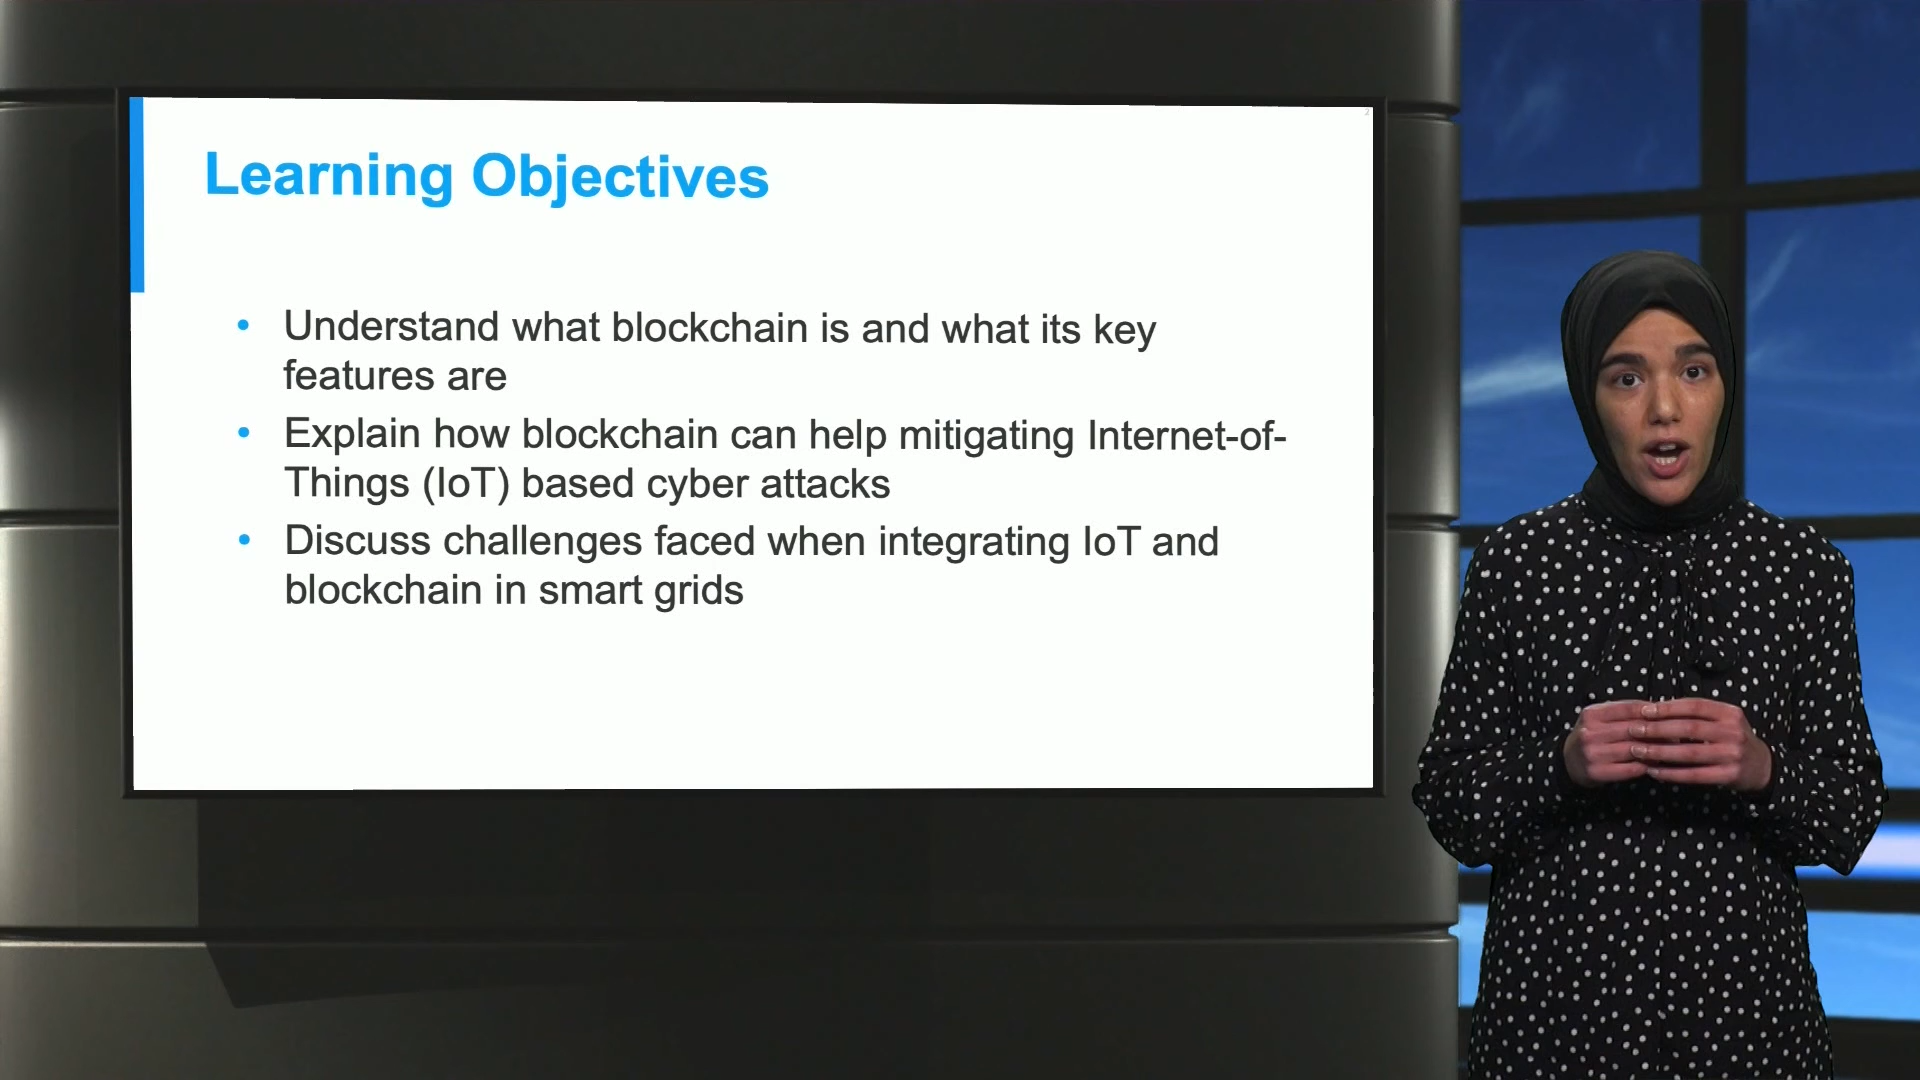 2
Learning Objectives
• Understand what blockchain is and what its key
features are
• Explain how blockchain can help mitigating Internet-of-
Things (IoT) based cyber attacks
• Discuss challenges faced when integrating IoT and
blockchain in smart grids